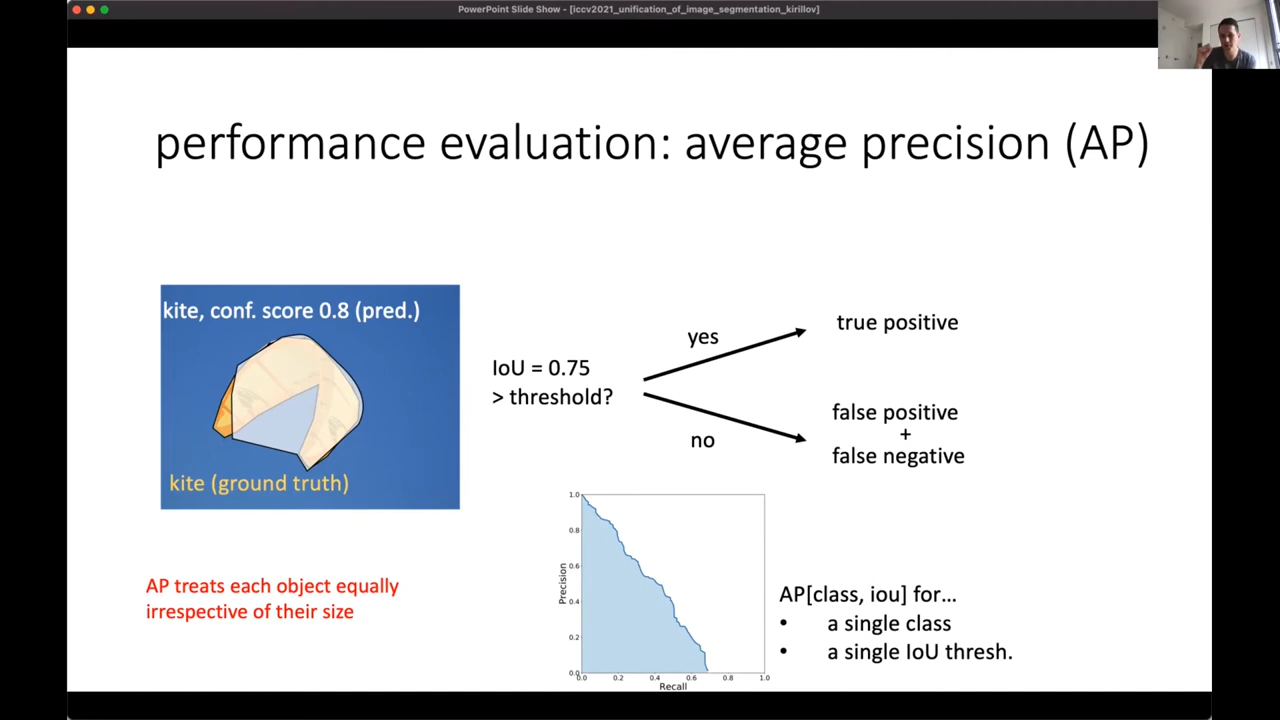 PowerPoint Slide Show - [iccv2021_unification_of_image_segmentation_kirillov]
performance evaluation: average precision (AP)
kite, conf. score 0.8 (pred.)
kite (ground truth)
IoU = 0.75
> threshold?
yes
no
true positive
false positive
+
false negative
AP treats each object equally
irrespective of their size
1.0
0.8
0.6
0.4
0.2
0.0
Precision
0.0 0.2 0.4 0.6 0.8 1.0
Recall
AP[class, iou] for…
• a single class
• a single IoU thresh.